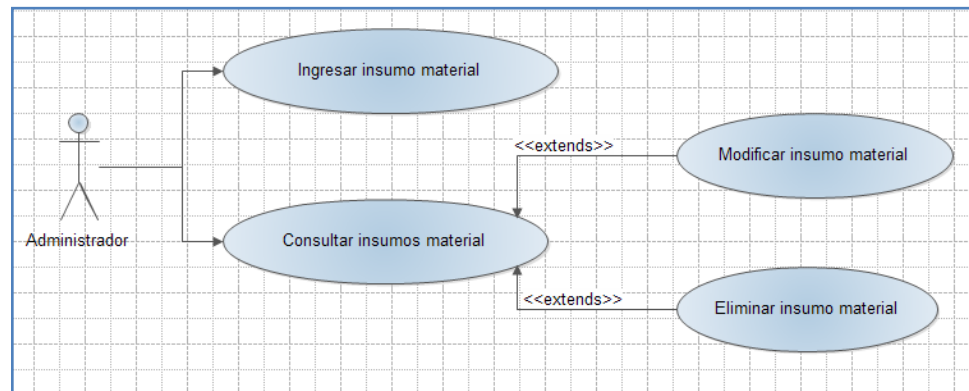 Ingresar insumo material
<<extends>>
Modificar insumo material
Administrador
Consultar insumos material
<<extends>>
Eliminar insumo material